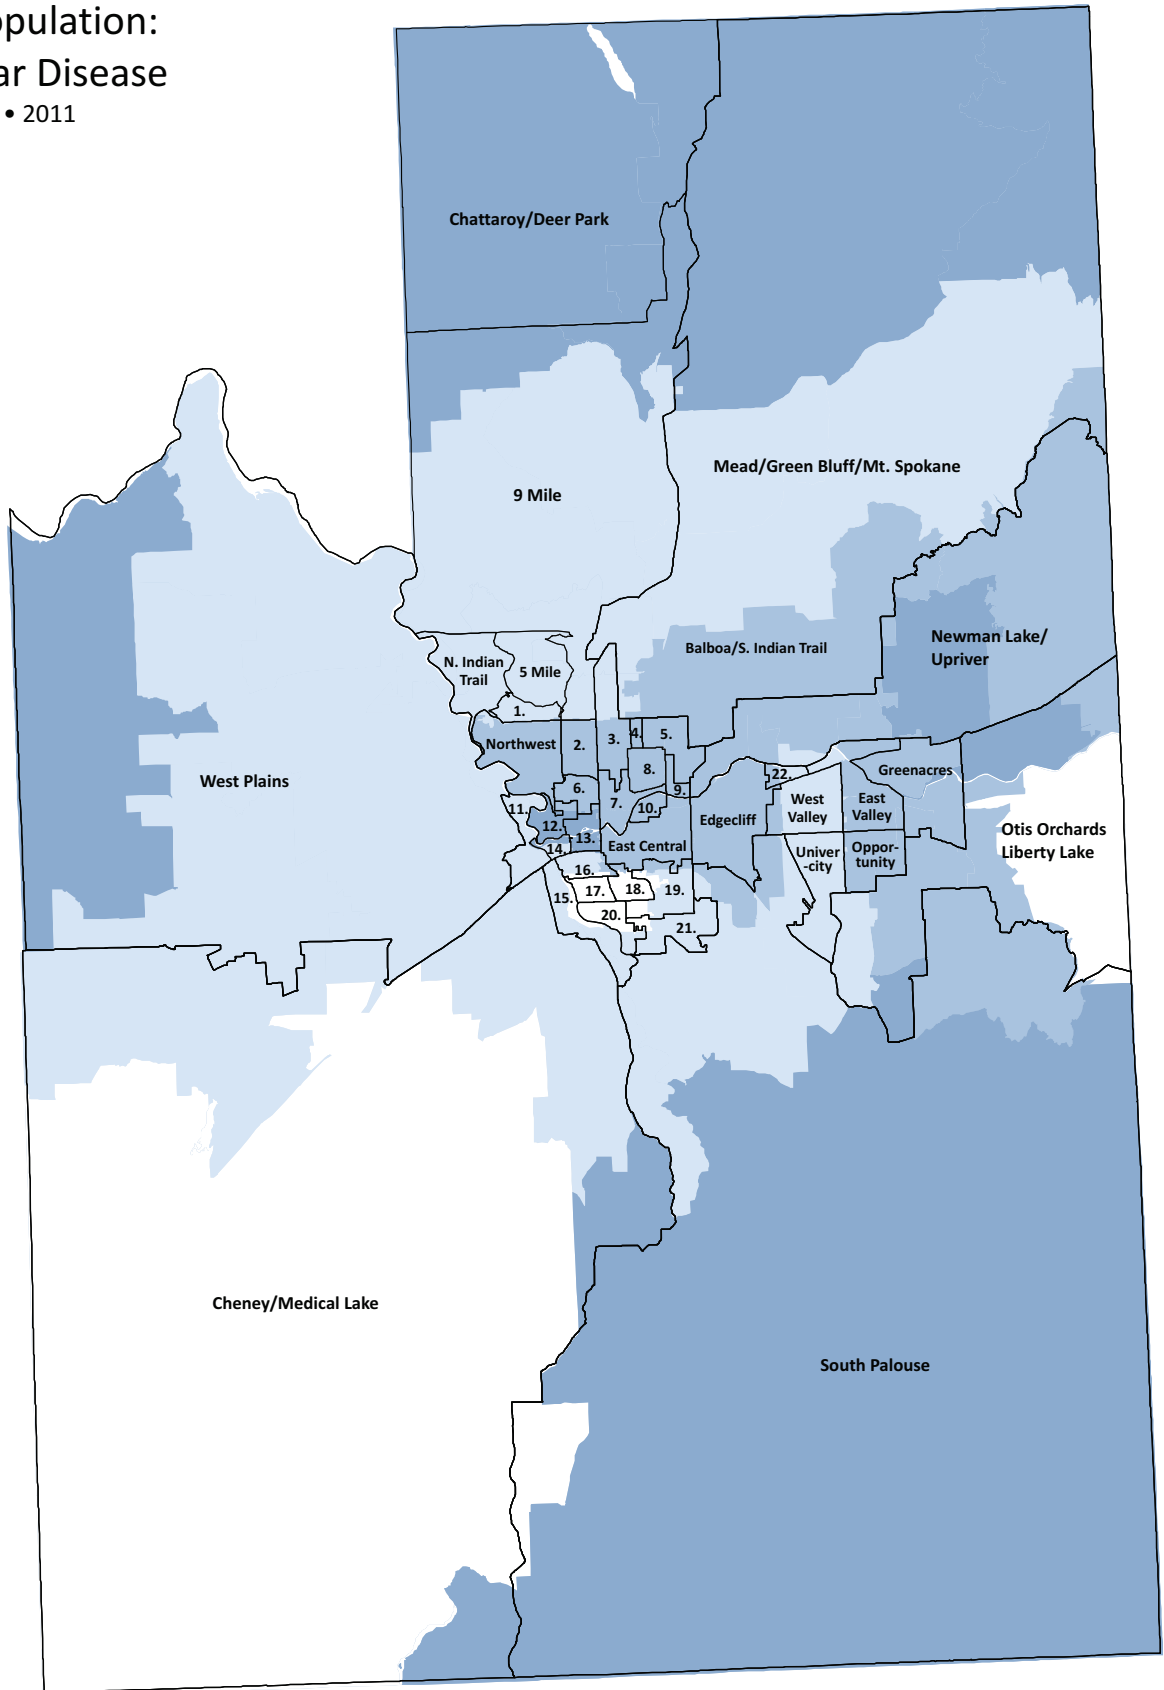 opulation:
ar Disease
• 2011
Chattaroy/Deer Park
Mead/Green Bluff/Mt. Spokane
9 Mile
Newman Lake/
Upriver
Balboa/S. Indian Trail
N. Indian
Trail
5 Mile
1.
Northwest
2.
3.
4.
5.
West Plains
8.
22.
Greenacres
6.
7.
9.
10.
11.
12.
13.
14.
Edgecliff
West
Valley
East
Valley
Otis Orchards
Liberty Lake
East Central
Univer
-city
Oppor-
tunity
15.
16.
17.
18.
19.
20.
21.
Cheney/Medical Lake
South Palouse